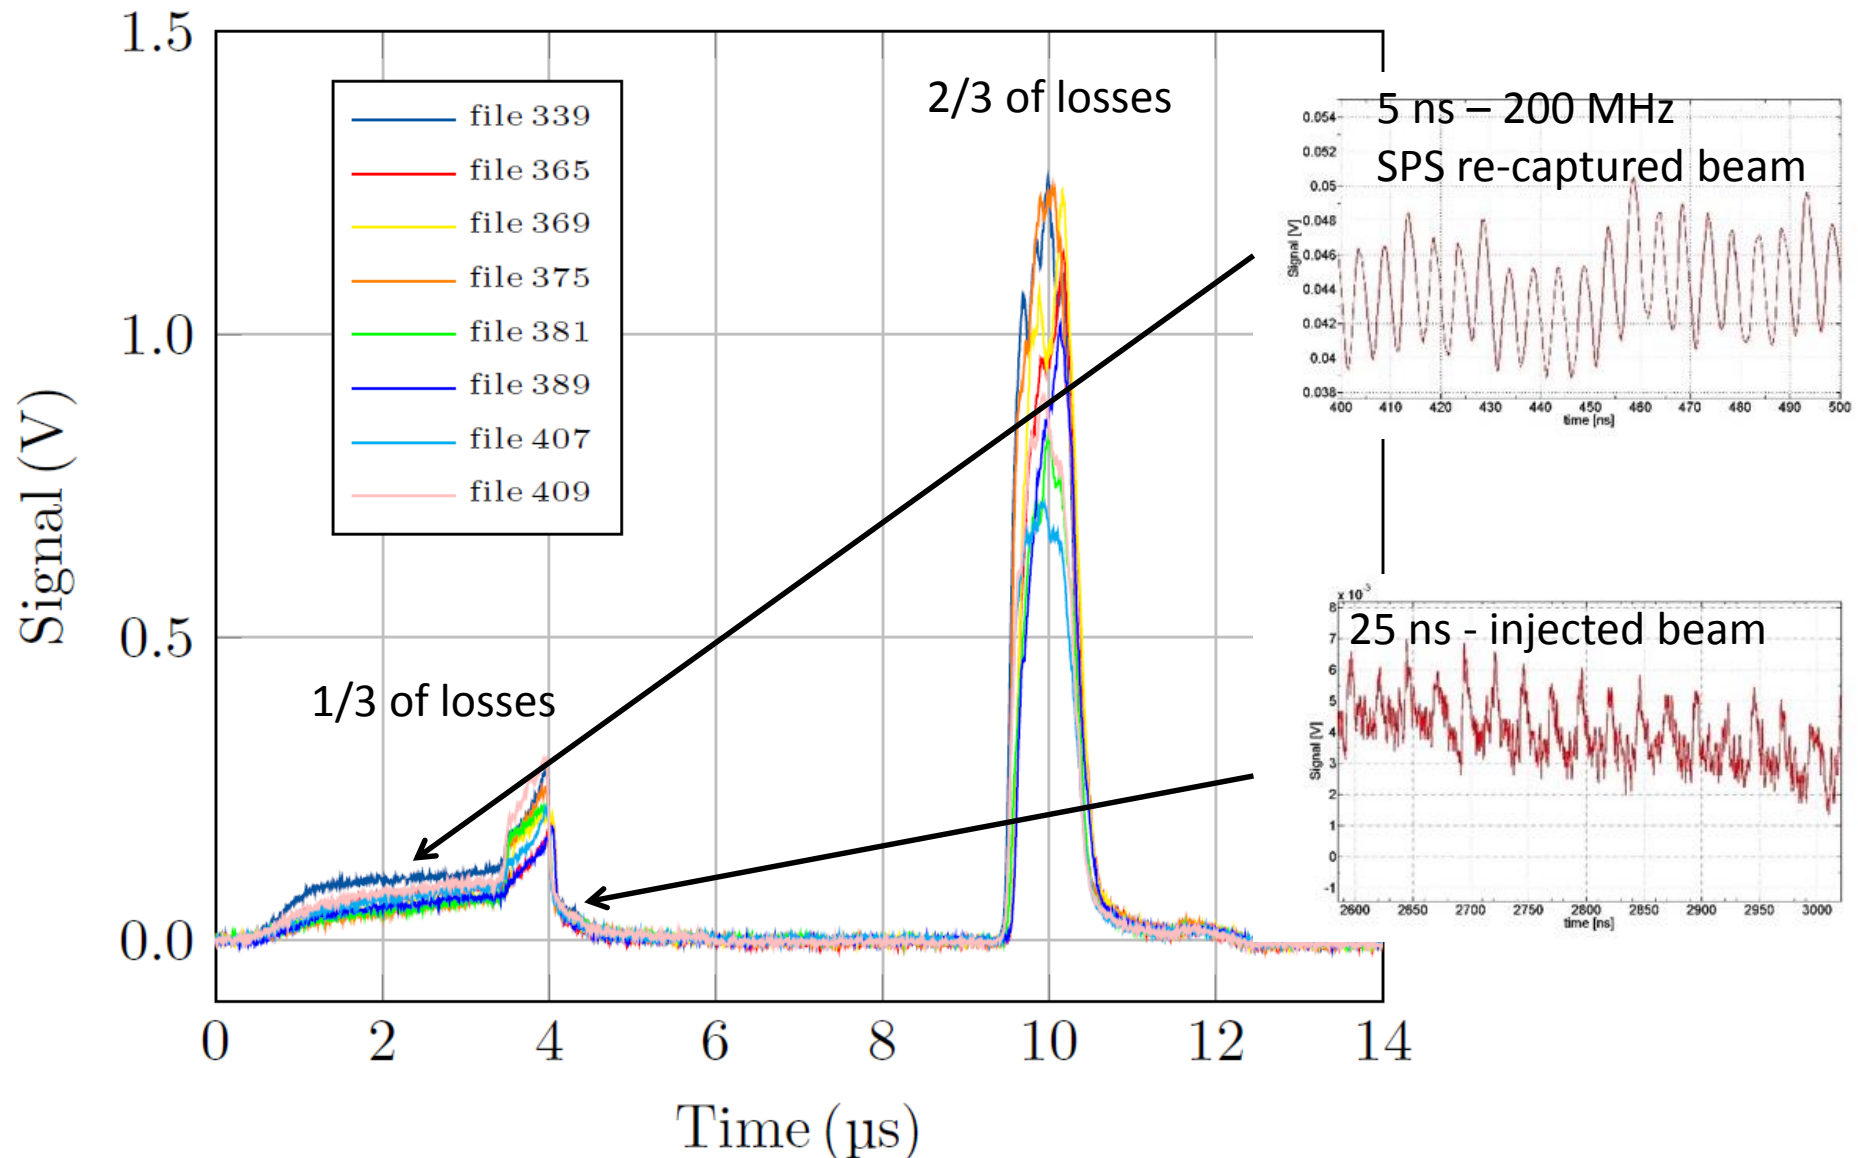 1.5
1.0
0.5
0.0
Signal (V)
0
2
4
6
8
10
12
14
Time (µs)
file 339
file 365
file 369
file 375
file 381
file 389
file 407
file 409
2/3 of losses
1/3 of losses
5 ns – 200 MHz
SPS re-captured beam
0.054
0.052
0.05
0.048
0.046
0.044
0.042
0.04
0.038
Signal [V]
400 410 420 430 440 450 460 470 480 490 500
time [ns]
25 ns - injected beam
x 10⁻³
8
7
6
5
4
3
2
1
0
-1
Signal [V]
2600 2650 2700 2750 2800 2850 2900 2950 3000
time [ns]